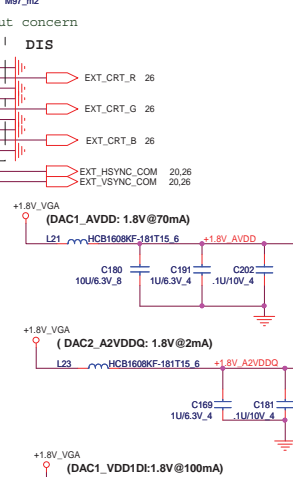 M97_m2
ut concern
DIS
EXT_CRT_R 26
EXT_CRT_G 26
EXT_CRT_B 26
EXT_HSYNC_COM 20,26
EXT_VSYNC_COM 20,26
+1.8V_VGA
(DAC1_AVDD: 1.8V@70mA)
L21 HCB1608KF-181T15_6 +1.8V_AVDD
C180 C191 C202
10U/6.3V_8 1U/6.3V_4 .1U/10V_4
+1.8V_VGA
( DAC2_A2VDDQ: 1.8V@2mA)
L23 HCB1608KF-181T15_6 +1.8V_A2VDDQ
C169 C181
1U/6.3V_4 .1U/10V_4
+1.8V_VGA
(DAC1_VDD1DI:1.8V@100mA)